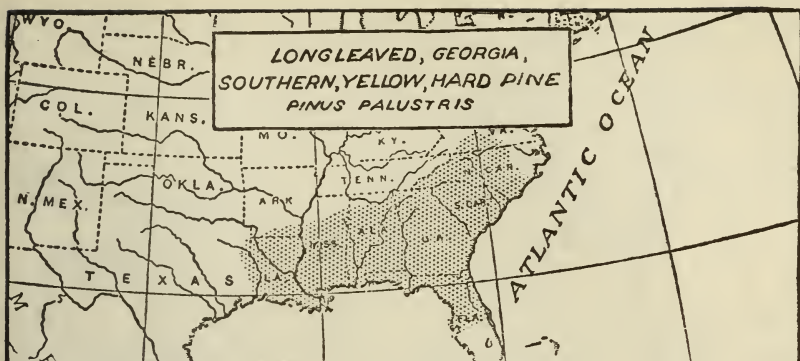 LONGLEAVED, GEORGIA,
SOUTHERN, YELLOW, HARD PINE
PINUS PALUSTRIS
WYO.
NEBR.
COL.
KANS.
MO.
KY.
VA.
OKLA.
TENN.
N. CAR.
N. MEX.
ARK
S. CAR.
MISS.
ALA
GA.
TEXAS
LA.
FLA.
ATLANTIC OCEAN